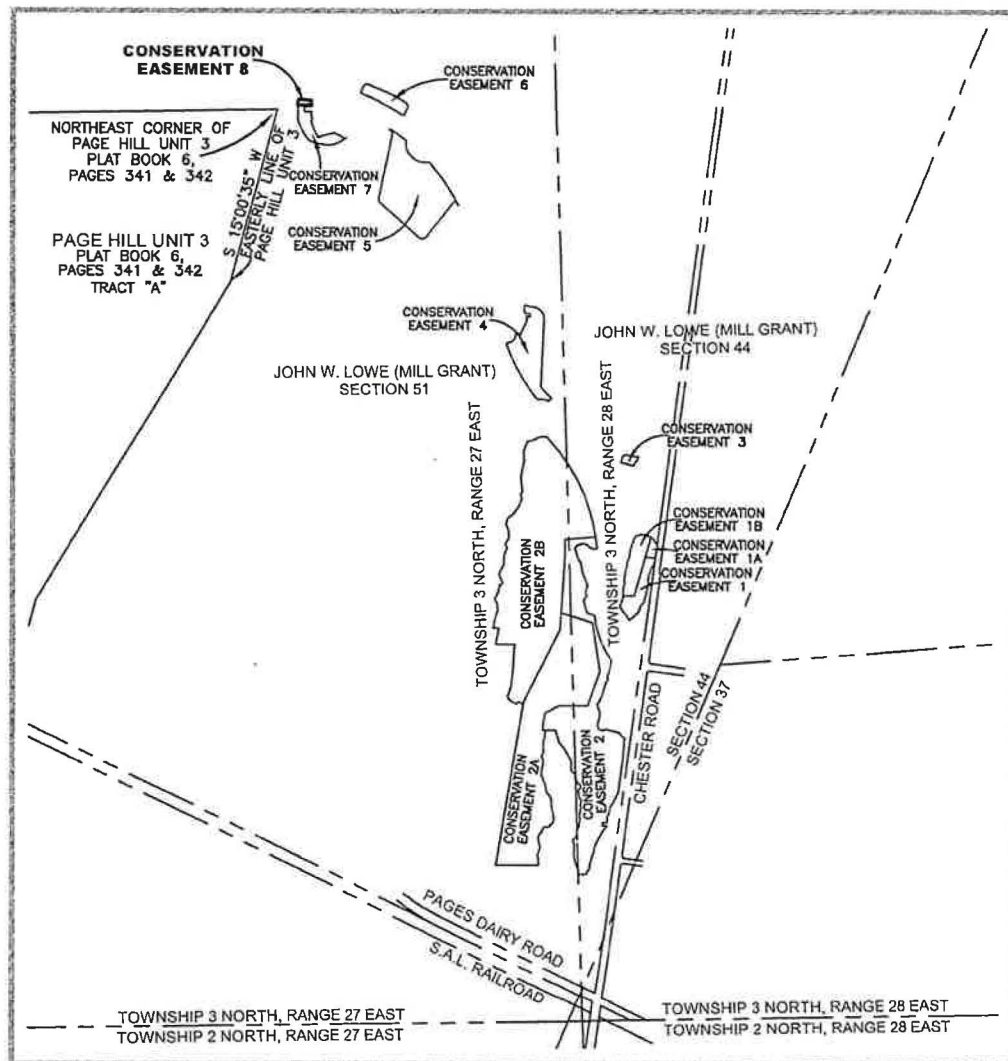 CONSERVATION
EASEMENT 8
CONSERVATION
EASEMENT 6
NORTHEAST CORNER OF
PAGE HILL UNIT 3
PLAT BOOK 6,
PAGES 341 & 342
S 15°00'35" W
EASTERLY LINE OF
PAGE HILL UNIT 3
CONSERVATION
EASEMENT 7
CONSERVATION
EASEMENT 5
PAGE HILL UNIT 3
PLAT BOOK 6,
PAGES 341 & 342
TRACT "A"
CONSERVATION
EASEMENT 4
JOHN W. LOWE (MILL GRANT)
SECTION 44
JOHN W. LOWE (MILL GRANT)
SECTION 51
TOWNSHIP 3 NORTH, RANGE 27 EAST
TOWNSHIP 3 NORTH, RANGE 28 EAST
CONSERVATION
EASEMENT 3
CONSERVATION
EASEMENT 1B
CONSERVATION
EASEMENT 1A
CONSERVATION
EASEMENT 1
CONSERVATION
EASEMENT 2B
CONSERVATION
EASEMENT 2A
CONSERVATION
EASEMENT 2
CHESTER ROAD
SECTION 44
SECTION 37
PAGES DAIRY ROAD
S.A.L. RAILROAD
TOWNSHIP 3 NORTH, RANGE 27 EAST
TOWNSHIP 2 NORTH, RANGE 27 EAST
TOWNSHIP 3 NORTH, RANGE 28 EAST
TOWNSHIP 2 NORTH, RANGE 28 EAST